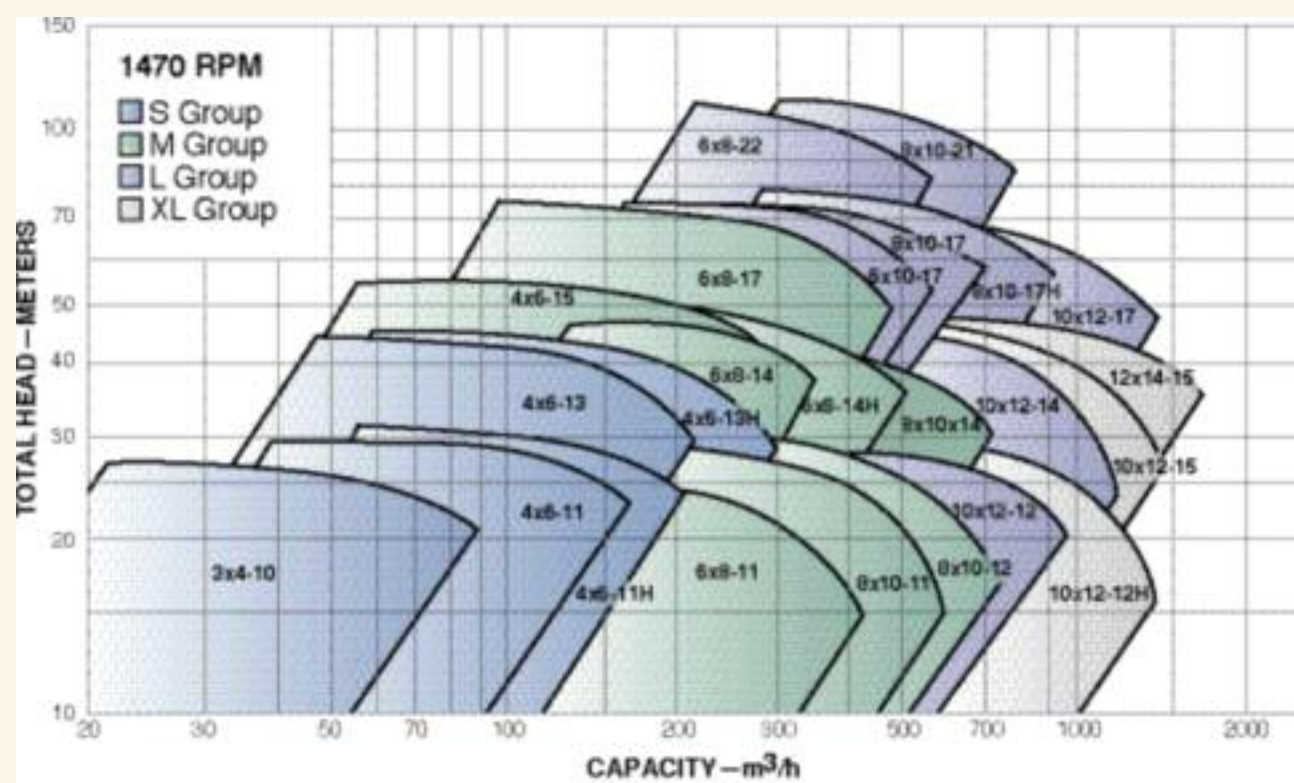 150
1470 RPM
S Group
M Group
L Group
XL Group
100
70
50
40
30
20
10
TOTAL HEAD – METERS
6x8-22
8x10-21
8x10-17
6x8-17
6x10-17
8x10-17H
10x12-17
4x6-15
12x14-15
6x8-14
4x6-13
4x6-13H
6x8-14H
8x10x14
10x12-14
10x12-15
4x6-11
10x12-12
3x4-10
6x8-11
8x10-11
8x10-12
4x6-11H
10x12-12H
20 30 50 70 100 200 300 500 700 1000 2000
CAPACITY – m³/h